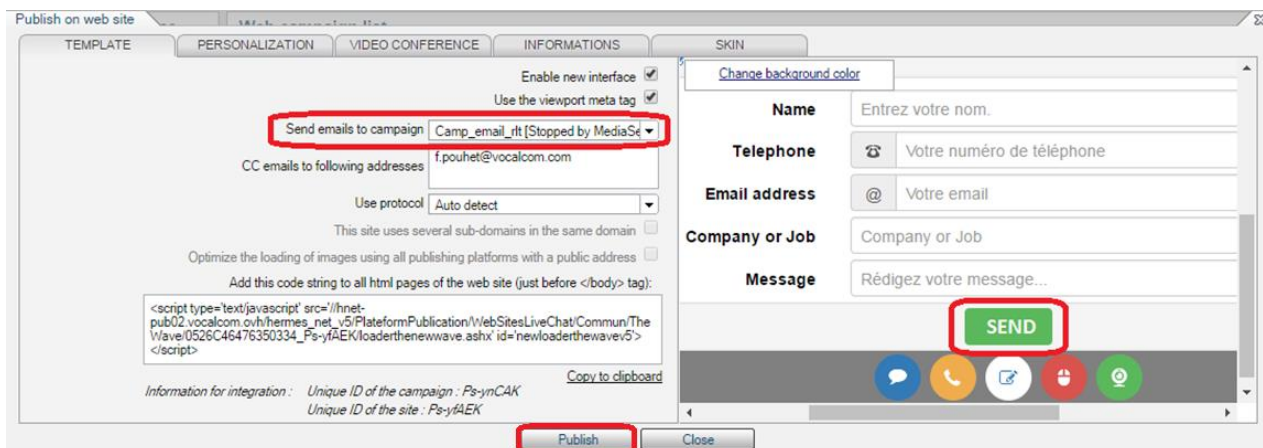 Publish on web site
Web campaign list
TEMPLATE PERSONALIZATION VIDEO CONFERENCE INFORMATIONS SKIN
Enable new interface
Use the viewport meta tag
Send emails to campaign Camp_email_rlt [Stopped by MediaSe
CC emails to following addresses f.pouhet@vocalcom.com
Use protocol Auto detect
This site uses several sub-domains in the same domain
Optimize the loading of images using all publishing platforms with a public address
Add this code string to all html pages of the web site (just before </body> tag):
<script type='text/javascript' src='//hnet-
pub02.vocalcom.ovh/hermes_net_v5/PlateformPublication/WebSitesLiveChat/Commun/The
Wave/0526C46476350334_Ps-yfAEK/loaderthenewwave.ashx' id='newloaderthewavev5'>
</script>
Copy to clipboard
Information for integration : Unique ID of the campaign : Ps-ynCAK
Unique ID of the site : Ps-yfAEK
Change background color
Name Entrez votre nom.
Telephone Votre numéro de téléphone
Email address @ Votre email
Company or Job Company or Job
Message Rédigez votre message...
SEND
Publish Close